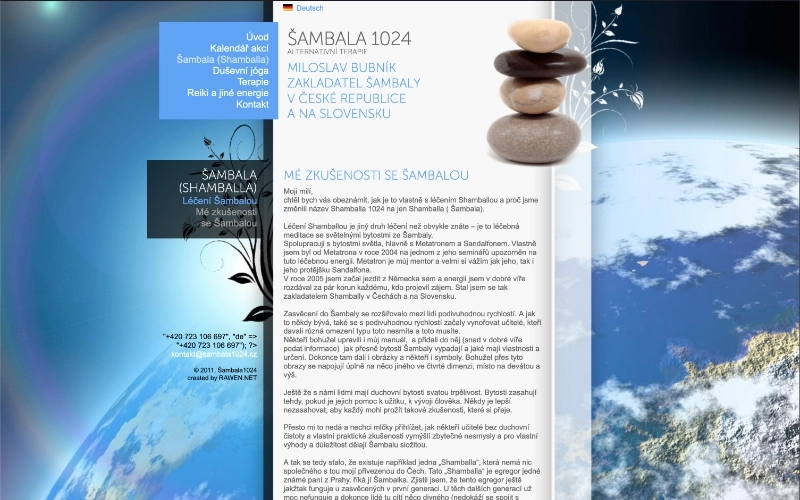 Deutsch
Úvod
Kalendář akcí
Šambala (Shamballa)
Duševní jóga
Terapie
Reiki a jiné energie
Kontakt
ŠAMBALA 1024
ALTERNATIVNÍ TERAPIE
MILOSLAV BUBNÍK
ZAKLADATEL ŠAMBALY
V ČESKÉ REPUBLICE
A NA SLOVENSKU
ŠAMBALA
(SHAMBALLA)
Léčení Šambalou
Mé zkušenosti
se Šambalou
"+420 723 106 697", "de" =>
"+420 723 106 697"); ?>
kontakt@sambala1024.cz
© 2011, Šambala1024
created by RAWEN.NET
MÉ ZKUŠENOSTI SE ŠAMBALOU
Moji milí,
chtěl bych vás obeznámit, jak je to vlastně s léčením Shamballou a proč jsme
změnili název Shamballa 1024 na jen Shamballa ( Šambala).
Léčení Shamballou je jiný druh léčení než obvykle znáte – je to léčebná
meditace se světelnými bytostmi ze Šambaly.
Spolupracuji s bytostmi světla, hlavně s Metatronem a Sandalfonem. Vlastně
jsem byl od Metatrona v roce 2004 na jednom z jeho seminářů upozorněn na
tuto léčebnou energii. Metatron je můj mentor a velmi si vážím jak jeho, tak i
jeho protějšku Sandalfona.
V roce 2005 jsem začal jezdit z Německa sem a energii jsem v dobré víře
rozdával za pár korun každému, kdo projevil zájem. Stal jsem se tak
zakladatelem Shambally v Čechách a na Slovensku.
Zasvěcení do Šambely se rozšiřovalo mezi lidi podivuhodnou rychlostí. A jak
to někdy bývá, také se s podivuhodnou rychlostí začaly vynořovat učitelé, kteří
davali různá omezení typu toto nesmíte a toto musíte.
Někteří bohužel upravili i můj manuál, a přidali do něj (snad v dobré víře
podat informace) jak přesně bytosti Šambaly vypadají a jaké mají vlastnosti a
určení. Dokonce tam dali i obrázky a někteří i symboly. Bohužel přes tyto
obrazy se napojují úplně na něco jiného ve čtvrté dimenzi, místo na devátou a
výš.
Ještě že s námi lidmi mají duchovní bytosti svatou trpělivost. Bytosti zasahují
tehdy, pokud je jejich pomoc k užitku, k vývoji člověka. Někdy je lepší
nezasahovat, aby každý mohl prožít takové zkušenosti, které si přeje.
Přesto mi to nedá a nechci mlčky přihlížet, jak někteří učitelé bez duchovní
čistoty a vlastní praktické zkušenosti vymýšlí zbytečné nesmysly a pro vlastní
výhody a důležitost dělají Šambalu složitou.
A tak se tedy stalo, že existuje například jedna „Shamballa“, která nemá nic
společného s tou mojí přivezenou do Čech. Tato „Shamballa“ je egregor jedné
známé paní z Prahy, říká jí Šambalka. Zjistil jsem, že tento egregor ještě
jakžtak funguje u zasvěcených v první generaci. U těch dalších generací už
moc nefunguje a dokonce lidé tu cítí něco divného (nedokáží se spojit s